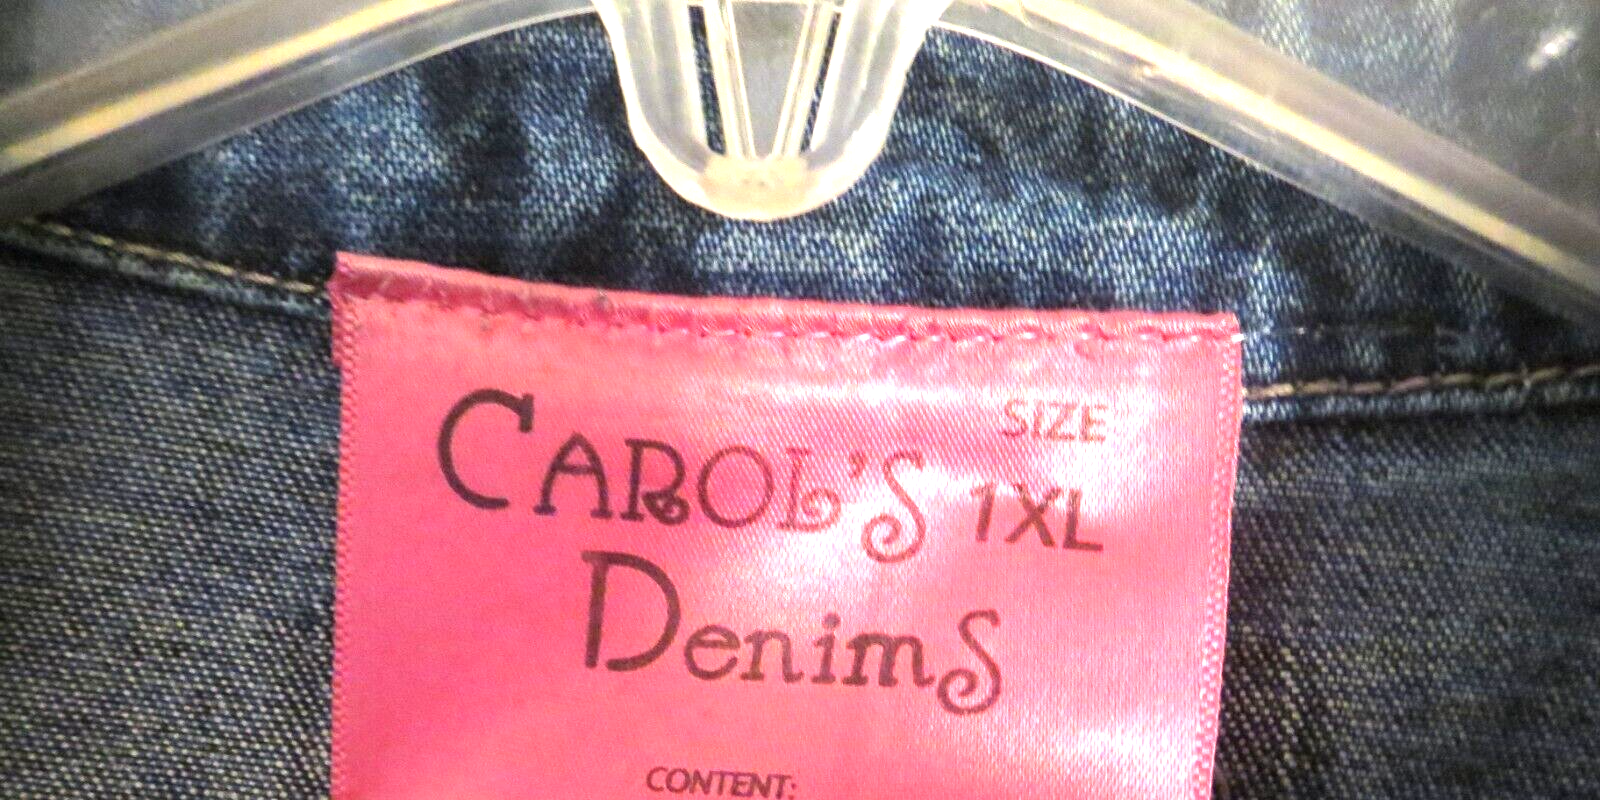 CAROL'S
DenimS
SIZE
1XL
CONTENT: